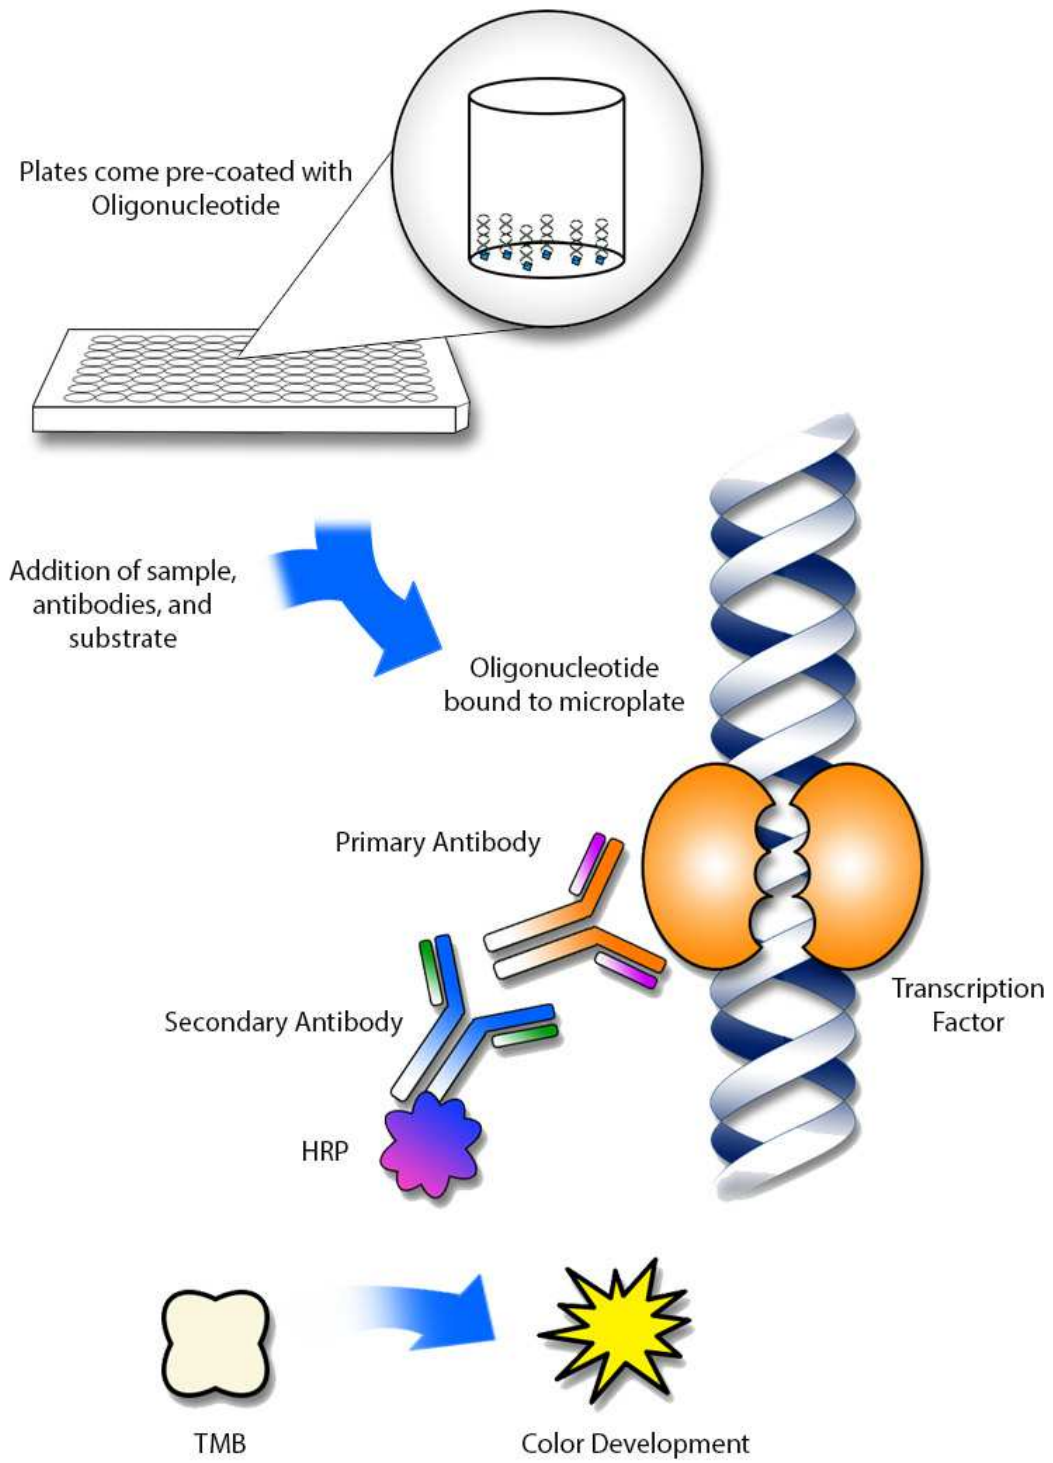 Plates come pre-coated with
Oligonucleotide
Addition of sample,
antibodies, and
substrate
Oligonucleotide
bound to microplate
Primary Antibody
Transcription
Factor
Secondary Antibody
HRP
TMB
Color Development